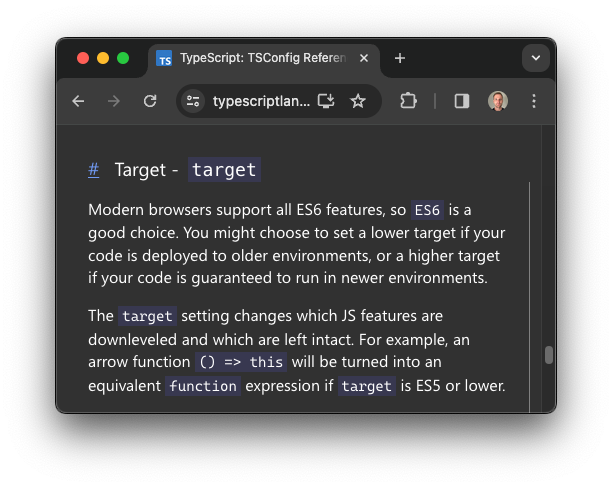 TS TypeScript: TSConfig Referen
typescriptlan...
# Target - target
Modern browsers support all ES6 features, so ES6 is a
good choice. You might choose to set a lower target if your
code is deployed to older environments, or a higher target
if your code is guaranteed to run in newer environments.
The target setting changes which JS features are
downleveled and which are left intact. For example, an
arrow function () => this will be turned into an
equivalent function expression if target is ES5 or lower.